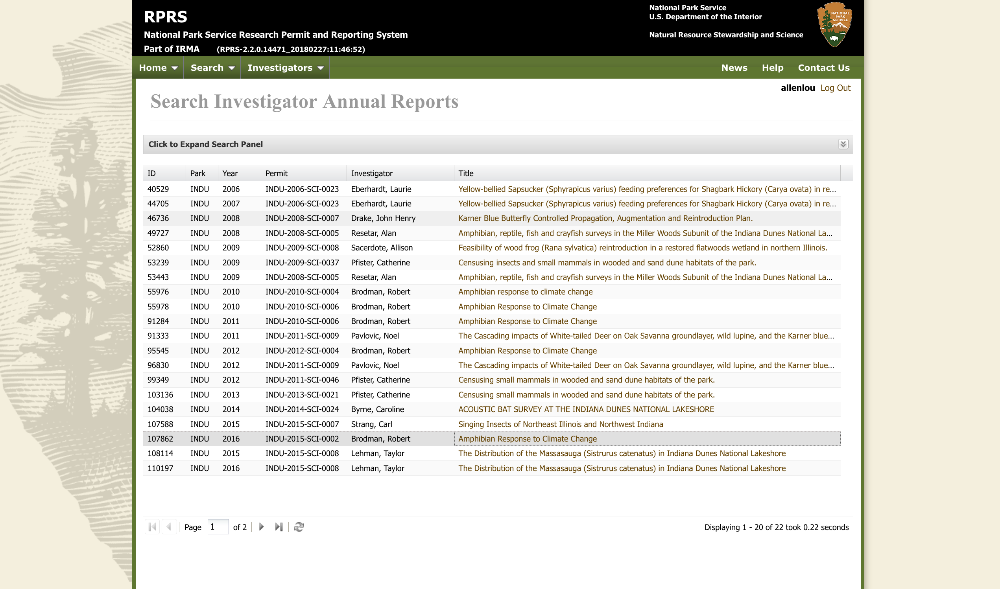 RPRS
National Park Service Research Permit and Reporting System
Part of IRMA (RPRS-2.2.0.14471_20180227:11:46:52)
National Park Service
U.S. Department of the Interior
Natural Resource Stewardship and Science
NATIONAL
PARK
SERVICE
Home Search Investigators News Help Contact Us
allenlou Log Out
Search Investigator Annual Reports
Click to Expand Search Panel
ID Park Year Permit Investigator Title
40529 INDU 2006 INDU-2006-SCI-0023 Eberhardt, Laurie Yellow-bellied Sapsucker (Sphyrapicus varius) feeding preferences for Shagbark Hickory (Carya ovata) in re...
44705 INDU 2007 INDU-2006-SCI-0023 Eberhardt, Laurie Yellow-bellied Sapsucker (Sphyrapicus varius) feeding preferences for Shagbark Hickory (Carya ovata) in re...
46736 INDU 2008 INDU-2008-SCI-0007 Drake, John Henry Karner Blue Butterfly Controlled Propagation, Augmentation and Reintroduction Plan.
49727 INDU 2008 INDU-2008-SCI-0005 Resetar, Alan Amphibian, reptile, fish and crayfish surveys in the Miller Woods Subunit of the Indiana Dunes National La...
52860 INDU 2009 INDU-2009-SCI-0008 Sacerdote, Allison Feasibility of wood frog (Rana sylvatica) reintroduction in a restored flatwoods wetland in northern Illinois.
53239 INDU 2009 INDU-2009-SCI-0037 Pfister, Catherine Censusing insects and small mammals in wooded and sand dune habitats of the park.
53443 INDU 2009 INDU-2008-SCI-0005 Resetar, Alan Amphibian, reptile, fish and crayfish surveys in the Miller Woods Subunit of the Indiana Dunes National La...
55976 INDU 2010 INDU-2010-SCI-0004 Brodman, Robert Amphibian response to climate change
55978 INDU 2010 INDU-2010-SCI-0006 Brodman, Robert Amphibian Response to Climate Change
91284 INDU 2011 INDU-2010-SCI-0006 Brodman, Robert Amphibian Response to Climate Change
91333 INDU 2011 INDU-2011-SCI-0009 Pavlovic, Noel The Cascading impacts of White-tailed Deer on Oak Savanna groundlayer, wild lupine, and the Karner blue...
95545 INDU 2012 INDU-2012-SCI-0004 Brodman, Robert Amphibian Response to Climate Change
96830 INDU 2012 INDU-2011-SCI-0009 Pavlovic, Noel The Cascading impacts of White-tailed Deer on Oak Savanna groundlayer, wild lupine, and the Karner blue...
99349 INDU 2012 INDU-2011-SCI-0046 Pfister, Catherine Censusing small mammals in wooded and sand dune habitats of the park.
103136 INDU 2013 INDU-2013-SCI-0021 Pfister, Catherine Censusing small mammals in wooded and sand dune habitats of the park.
104038 INDU 2014 INDU-2014-SCI-0024 Byrne, Caroline ACOUSTIC BAT SURVEY AT THE INDIANA DUNES NATIONAL LAKESHORE
107588 INDU 2015 INDU-2015-SCI-0007 Strang, Carl Singing Insects of Northeast Illinois and Northwest Indiana
107862 INDU 2016 INDU-2015-SCI-0002 Brodman, Robert Amphibian Response to Climate Change
108114 INDU 2015 INDU-2015-SCI-0008 Lehman, Taylor The Distribution of the Massasauga (Sistrurus catenatus) in Indiana Dunes National Lakeshore
110197 INDU 2016 INDU-2015-SCI-0008 Lehman, Taylor The Distribution of the Massasauga (Sistrurus catenatus) in Indiana Dunes National Lakeshore
Page 1 of 2 Displaying 1 - 20 of 22 took 0.22 seconds